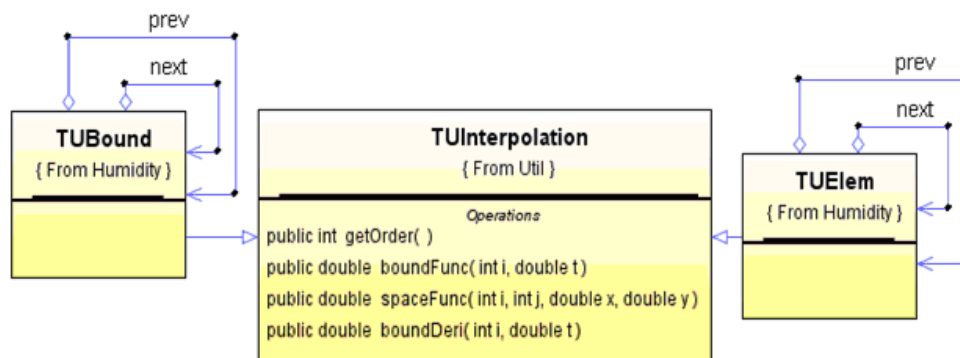 prev
next
TUBound
{ From Humidity }
TUInterpolation
{ From Util }
Operations
public int getOrder( )
public double boundFunc( int i, double t )
public double spaceFunc( int i, int j, double x, double y )
public double boundDeri( int i, double t )
prev
next
TUElem
{ From Humidity }